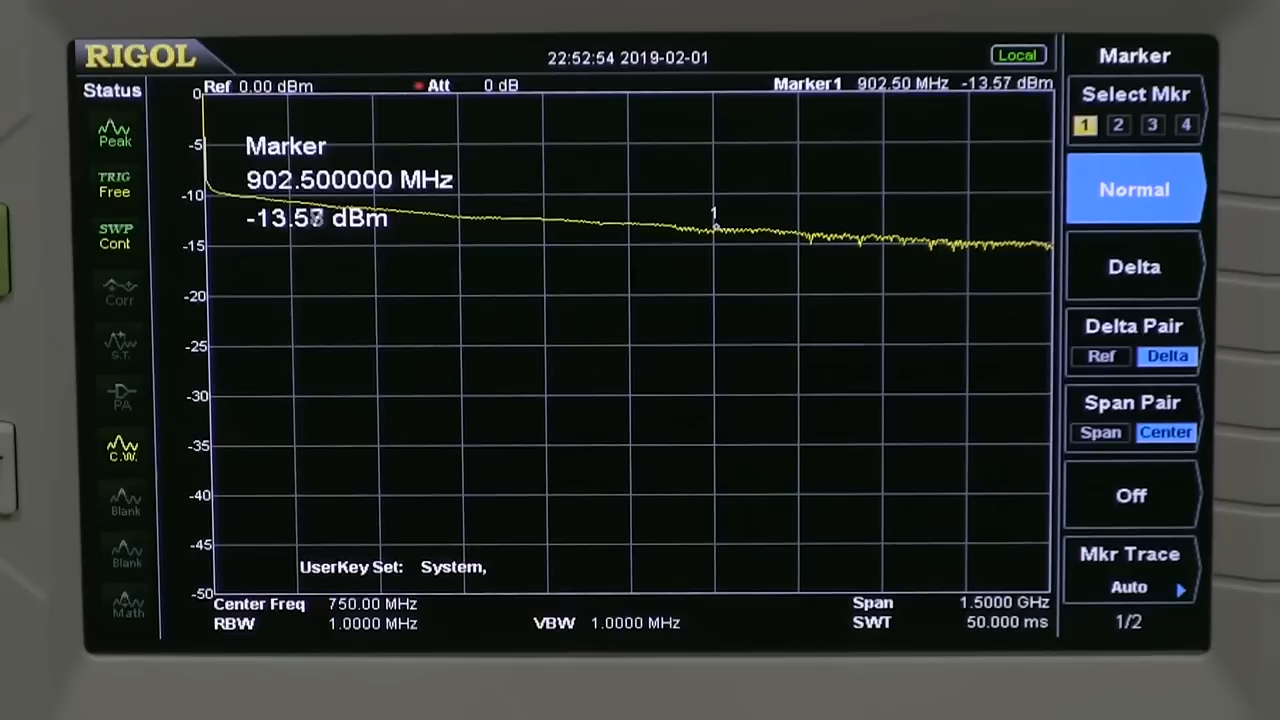 RIGOL
22:52:54 2019-02-01
Local
Status
Ref 0.00 dBm
Att 0 dB
Marker1 902.50 MHz -13.57 dBm
Peak
TRIG
Free
SWP
Cont
Corr
S.T.
PA
C.W.
Blank
Blank
Math
0
-5
-10
-15
-20
-25
-30
-35
-40
-45
-50
Marker
902.500000 MHz
dBm
1
UserKey Set: System,
Center Freq 750.00 MHz
Span 1.5000 GHz
RBW 1.0000 MHz
VBW 1.0000 MHz
SWT 50.000 ms
Marker
Select Mkr
1 2 3 4
Normal
Delta
Delta Pair
Ref Delta
Span Pair
Span Center
Off
Mkr Trace
Auto
1/2